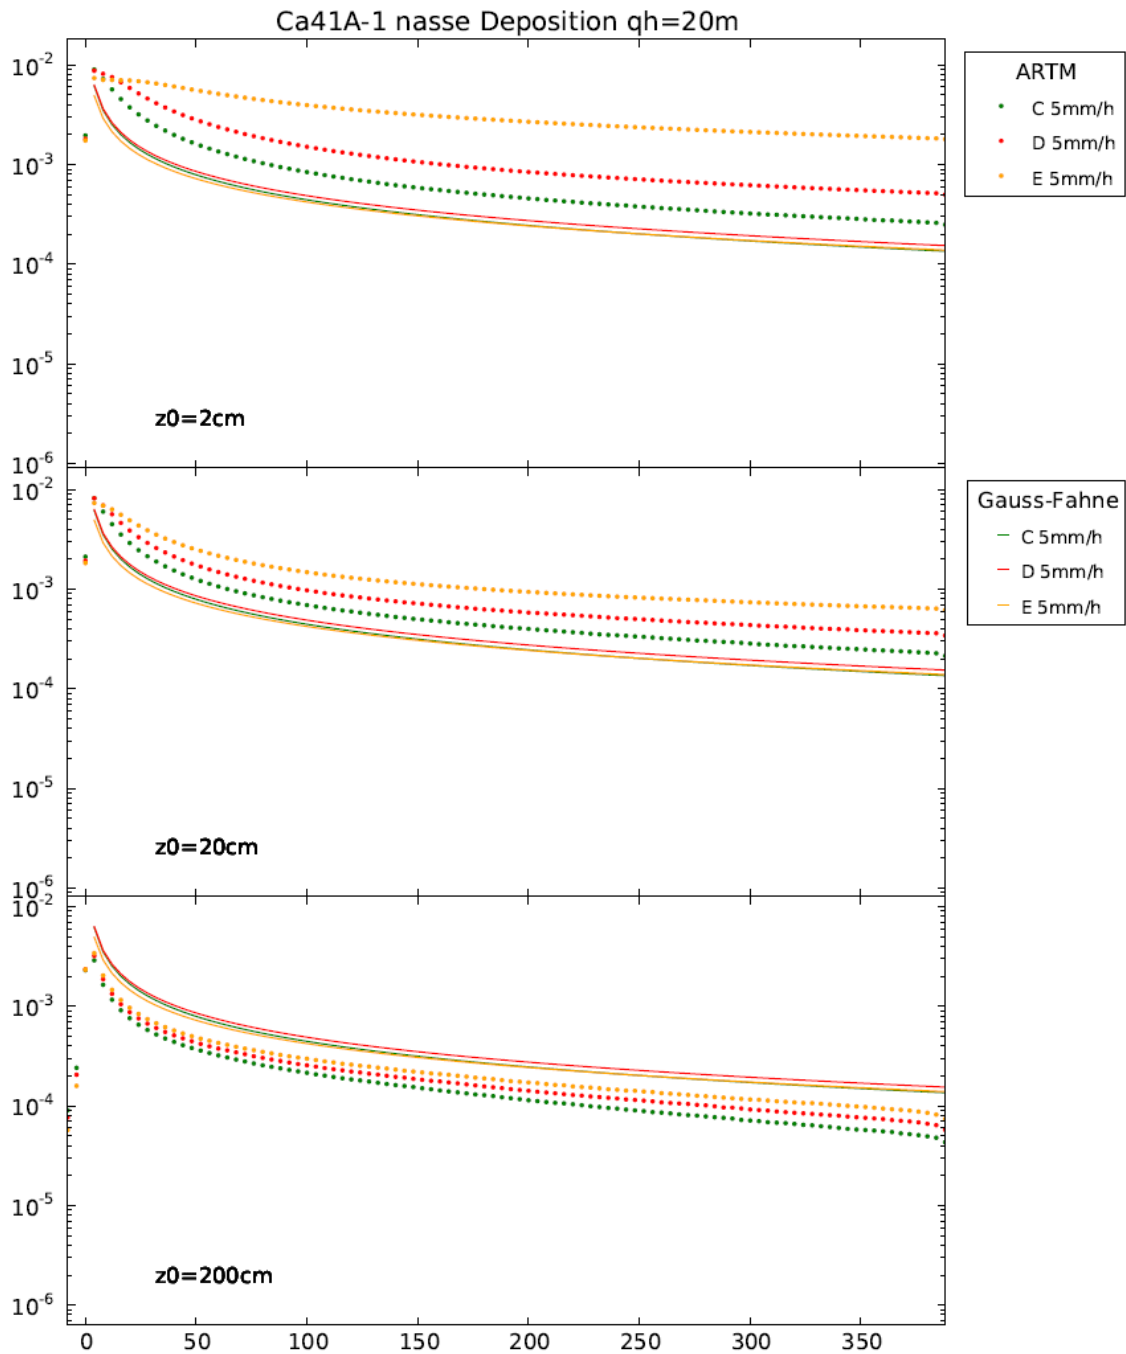 Ca41A-1 nasse Deposition qh=20m
10-2
10-3
10-4
10-5
10-6
z0=2cm
ARTM
C 5mm/h
D 5mm/h
E 5mm/h
10-2
10-3
10-4
10-5
10-6
z0=20cm
Gauss-Fahne
C 5mm/h
D 5mm/h
E 5mm/h
10-2
10-3
10-4
10-5
10-6
z0=200cm
0 50 100 150 200 250 300 350